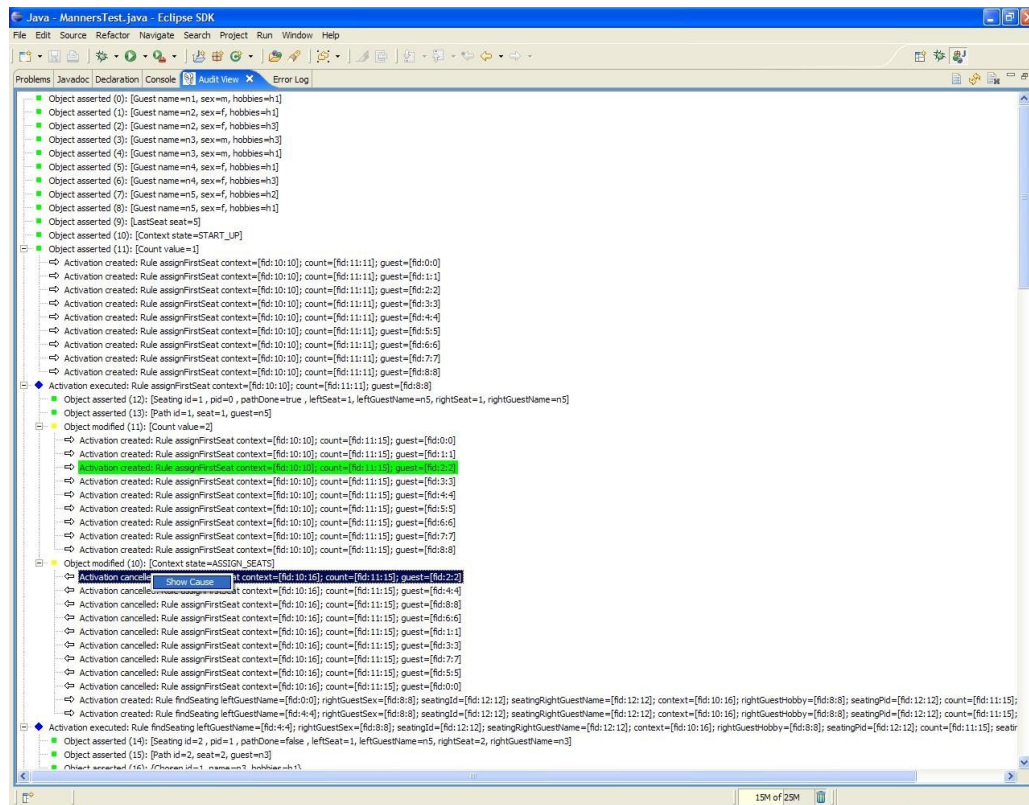 Java - MannersTest.java - Eclipse SDK
File Edit Source Refactor Navigate Search Project Run Window Help
Problems Javadoc Declaration Console Audit View Error Log
Object asserted (0): [Guest name=n1, sex=m, hobbies=h1]
Object asserted (1): [Guest name=n2, sex=f, hobbies=h1]
Object asserted (2): [Guest name=n2, sex=f, hobbies=h3]
Object asserted (3): [Guest name=n3, sex=m, hobbies=h3]
Object asserted (4): [Guest name=n3, sex=m, hobbies=h1]
Object asserted (5): [Guest name=n4, sex=f, hobbies=h1]
Object asserted (6): [Guest name=n4, sex=f, hobbies=h3]
Object asserted (7): [Guest name=n5, sex=f, hobbies=h2]
Object asserted (8): [Guest name=n5, sex=f, hobbies=h1]
Object asserted (9): [LastSeat seat=5]
Object asserted (10): [Context state=START_UP]
Object asserted (11): [Count value=1]
Activation created: Rule assignFirstSeat context=[fid:10:10]; count=[fid:11:11]; guest=[fid:0:0]
Activation created: Rule assignFirstSeat context=[fid:10:10]; count=[fid:11:11]; guest=[fid:1:1]
Activation created: Rule assignFirstSeat context=[fid:10:10]; count=[fid:11:11]; guest=[fid:2:2]
Activation created: Rule assignFirstSeat context=[fid:10:10]; count=[fid:11:11]; guest=[fid:3:3]
Activation created: Rule assignFirstSeat context=[fid:10:10]; count=[fid:11:11]; guest=[fid:4:4]
Activation created: Rule assignFirstSeat context=[fid:10:10]; count=[fid:11:11]; guest=[fid:5:5]
Activation created: Rule assignFirstSeat context=[fid:10:10]; count=[fid:11:11]; guest=[fid:6:6]
Activation created: Rule assignFirstSeat context=[fid:10:10]; count=[fid:11:11]; guest=[fid:7:7]
Activation created: Rule assignFirstSeat context=[fid:10:10]; count=[fid:11:11]; guest=[fid:8:8]
Activation executed: Rule assignFirstSeat context=[fid:10:10]; count=[fid:11:11]; guest=[fid:8:8]
Object asserted (12): [Seating id=1 , pid=0 , pathDone=true , leftSeat=1, leftGuestName=n5, rightSeat=1, rightGuestName=n5]
Object asserted (13): [Path id=1, seat=1, guest=n5]
Object modified (11): [Count value=2]
Activation created: Rule assignFirstSeat context=[fid:10:10]; count=[fid:11:15]; guest=[fid:0:0]
Activation created: Rule assignFirstSeat context=[fid:10:10]; count=[fid:11:15]; guest=[fid:1:1]
Activation created: Rule assignFirstSeat context=[fid:10:10]; count=[fid:11:15]; guest=[fid:2:2]
Activation created: Rule assignFirstSeat context=[fid:10:10]; count=[fid:11:15]; guest=[fid:3:3]
Activation created: Rule assignFirstSeat context=[fid:10:10]; count=[fid:11:15]; guest=[fid:4:4]
Activation created: Rule assignFirstSeat context=[fid:10:10]; count=[fid:11:15]; guest=[fid:5:5]
Activation created: Rule assignFirstSeat context=[fid:10:10]; count=[fid:11:15]; guest=[fid:6:6]
Activation created: Rule assignFirstSeat context=[fid:10:10]; count=[fid:11:15]; guest=[fid:7:7]
Activation created: Rule assignFirstSeat context=[fid:10:10]; count=[fid:11:15]; guest=[fid:8:8]
Object modified (10): [Context state=ASSIGN_SEATS]
Activation cancelle Show Cause at context=[fid:10:16]; count=[fid:11:15]; guest=[fid:2:2]
Activation cancelled: Rule assignFirstSeat context=[fid:10:16]; count=[fid:11:15]; guest=[fid:4:4]
Activation cancelled: Rule assignFirstSeat context=[fid:10:16]; count=[fid:11:15]; guest=[fid:8:8]
Activation cancelled: Rule assignFirstSeat context=[fid:10:16]; count=[fid:11:15]; guest=[fid:6:6]
Activation cancelled: Rule assignFirstSeat context=[fid:10:16]; count=[fid:11:15]; guest=[fid:1:1]
Activation cancelled: Rule assignFirstSeat context=[fid:10:16]; count=[fid:11:15]; guest=[fid:3:3]
Activation cancelled: Rule assignFirstSeat context=[fid:10:16]; count=[fid:11:15]; guest=[fid:7:7]
Activation cancelled: Rule assignFirstSeat context=[fid:10:16]; count=[fid:11:15]; guest=[fid:5:5]
Activation cancelled: Rule assignFirstSeat context=[fid:10:16]; count=[fid:11:15]; guest=[fid:0:0]
Activation created: Rule findSeating leftGuestName=[fid:0:0]; rightGuestSex=[fid:8:8]; seatingId=[fid:12:12]; seatingRightGuestName=[fid:12:12]; context=[fid:10:16]; rightGuestHobby=[fid:8:8]; seatingPid=[fid:12:12]; count=[fid:11:15];
Activation created: Rule findSeating leftGuestName=[fid:4:4]; rightGuestSex=[fid:8:8]; seatingId=[fid:12:12]; seatingRightGuestName=[fid:12:12]; context=[fid:10:16]; rightGuestHobby=[fid:8:8]; seatingPid=[fid:12:12]; count=[fid:11:15];
Activation executed: Rule findSeating leftGuestName=[fid:4:4]; rightGuestSex=[fid:8:8]; seatingId=[fid:12:12]; seatingRightGuestName=[fid:12:12]; context=[fid:10:16]; rightGuestHobby=[fid:8:8]; seatingPid=[fid:12:12]; count=[fid:11:15]; seatin
Object asserted (14): [Seating id=2 , pid=1 , pathDone=false , leftSeat=1, leftGuestName=n5, rightSeat=2, rightGuestName=n3]
Object asserted (15): [Path id=2, seat=2, guest=n3]
Object asserted (16): {Chosen id=1, name=n3, hobbies=h1}
15M of 25M